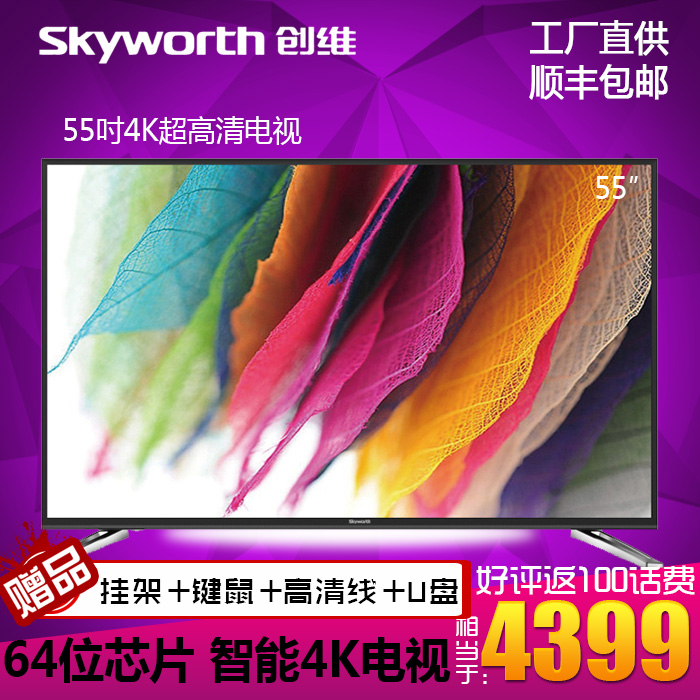 Skyworth 创维
工厂直供
顺丰包邮
55吋4K超高清电视
55"
Skyworth
赠品
挂架+键鼠+高清线+U盘
好评返100话费
64位芯片 智能4K电视
相当于:
4399